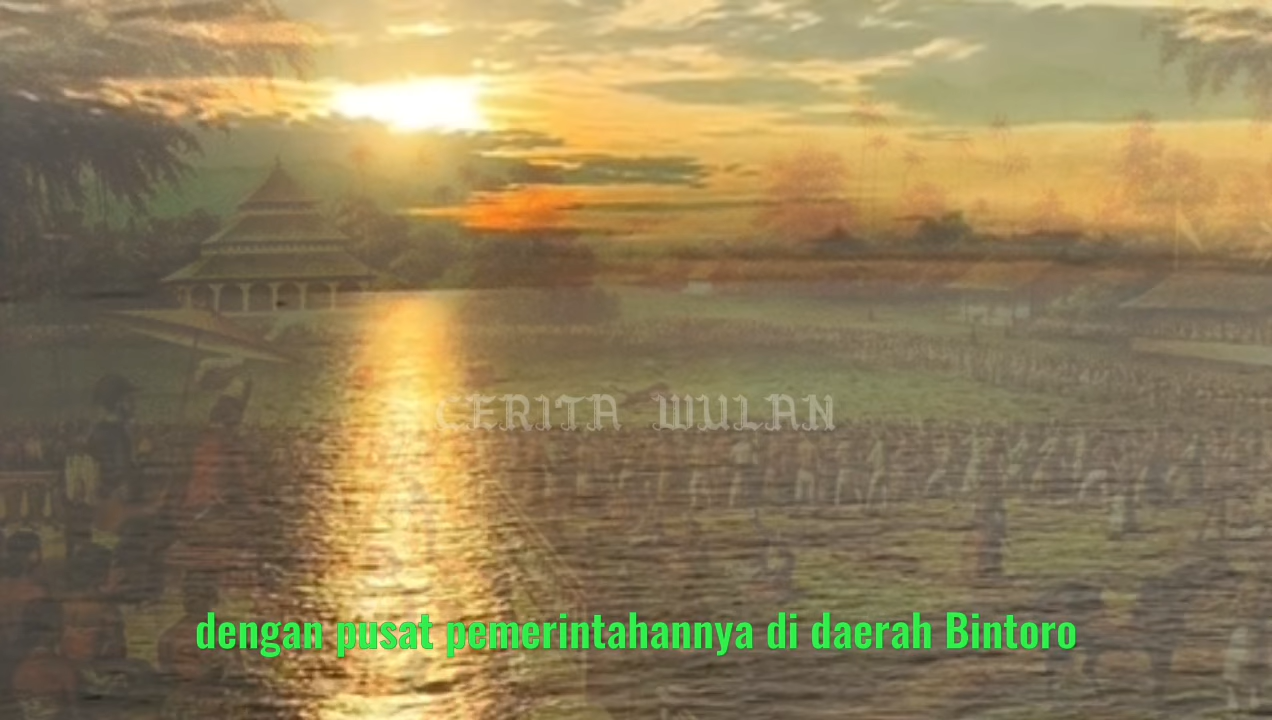 CERITA WULAN
dengan pusat pemerintahannya di daerah Bintoro